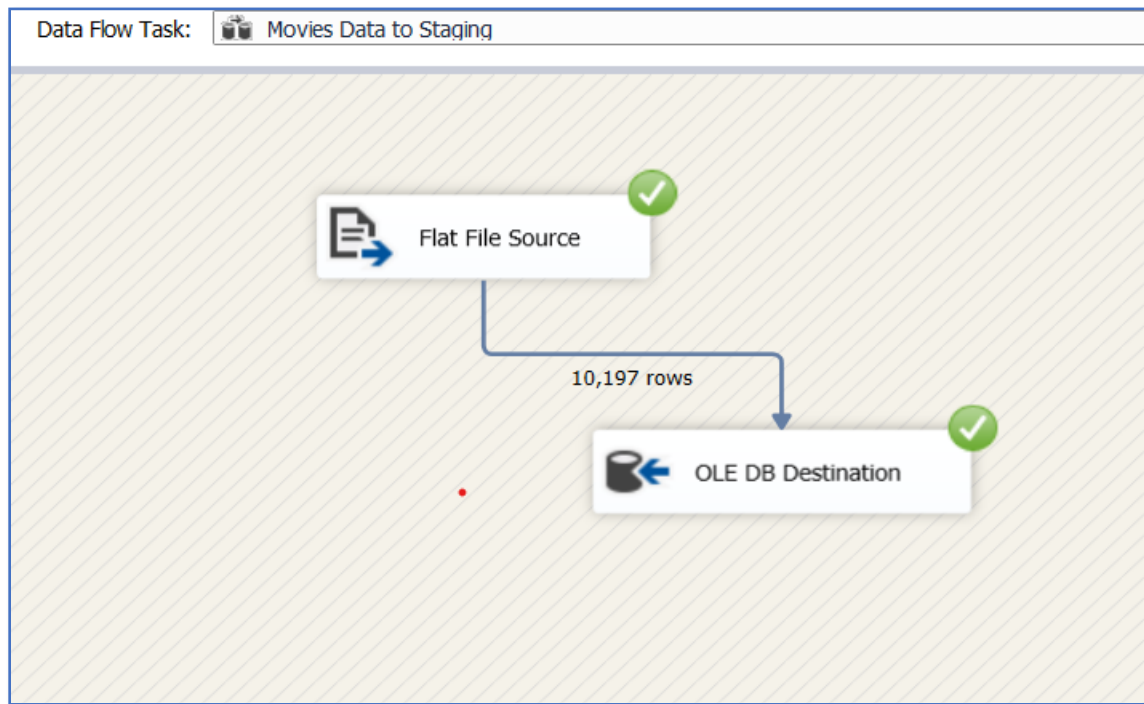 Data Flow Task: Movies Data to Staging
Flat File Source
10,197 rows
OLE DB Destination